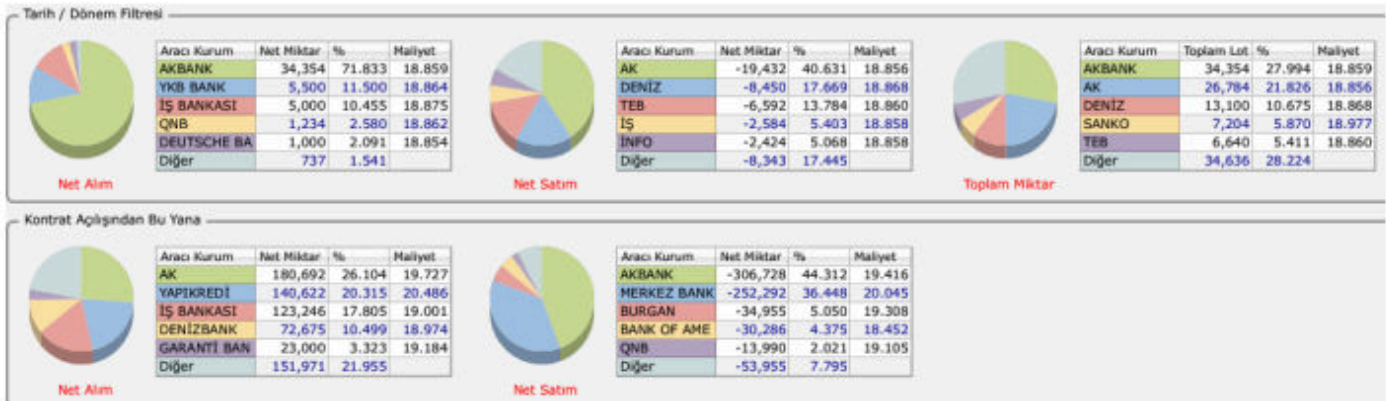 Tarih / Dönem Filtresi
Aracı Kurum Net Miktar % Maliyet
AKBANK 34,354 71.833 18.859
YKB BANK 5,500 11.500 18.864
İŞ BANKASI 5,000 10.455 18.875
QNB 1,234 2.580 18.862
DEUTSCHE BA 1,000 2.091 18.854
Diğer 737 1.541
Net Alım
Aracı Kurum Net Miktar % Maliyet
AK -19,432 40.631 18.856
DENİZ -8,450 17.669 18.868
TEB -6,592 13.784 18.860
İŞ -2,584 5.403 18.858
İNFO -2,424 5.068 18.858
Diğer -8,343 17.445
Net Satım
Aracı Kurum Toplam Lot % Maliyet
AKBANK 34,354 27.994 18.859
AK 26,784 21.826 18.856
DENİZ 13,100 10.675 18.868
SANKO 7,204 5.870 18.977
TEB 6,640 5.411 18.860
Diğer 34,636 28.224
Toplam Miktar
Kontrat Açılışından Bu Yana
Aracı Kurum Net Miktar % Maliyet
AK 180,692 26.104 19.727
YAPIKREDİ 140,622 20.315 20.486
İŞ BANKASI 123,246 17.805 19.001
DENİZBANK 72,675 10.499 18.974
GARANTİ BAN 23,000 3.323 19.184
Diğer 151,971 21.955
Net Alım
Aracı Kurum Net Miktar % Maliyet
AKBANK -306,728 44.312 19.416
MERKEZ BANK -252,292 36.448 20.045
BURGAN -34,955 5.050 19.308
BANK OF AME -30,286 4.375 18.452
QNB -13,990 2.021 19.105
Diğer -53,955 7.795
Net Satım